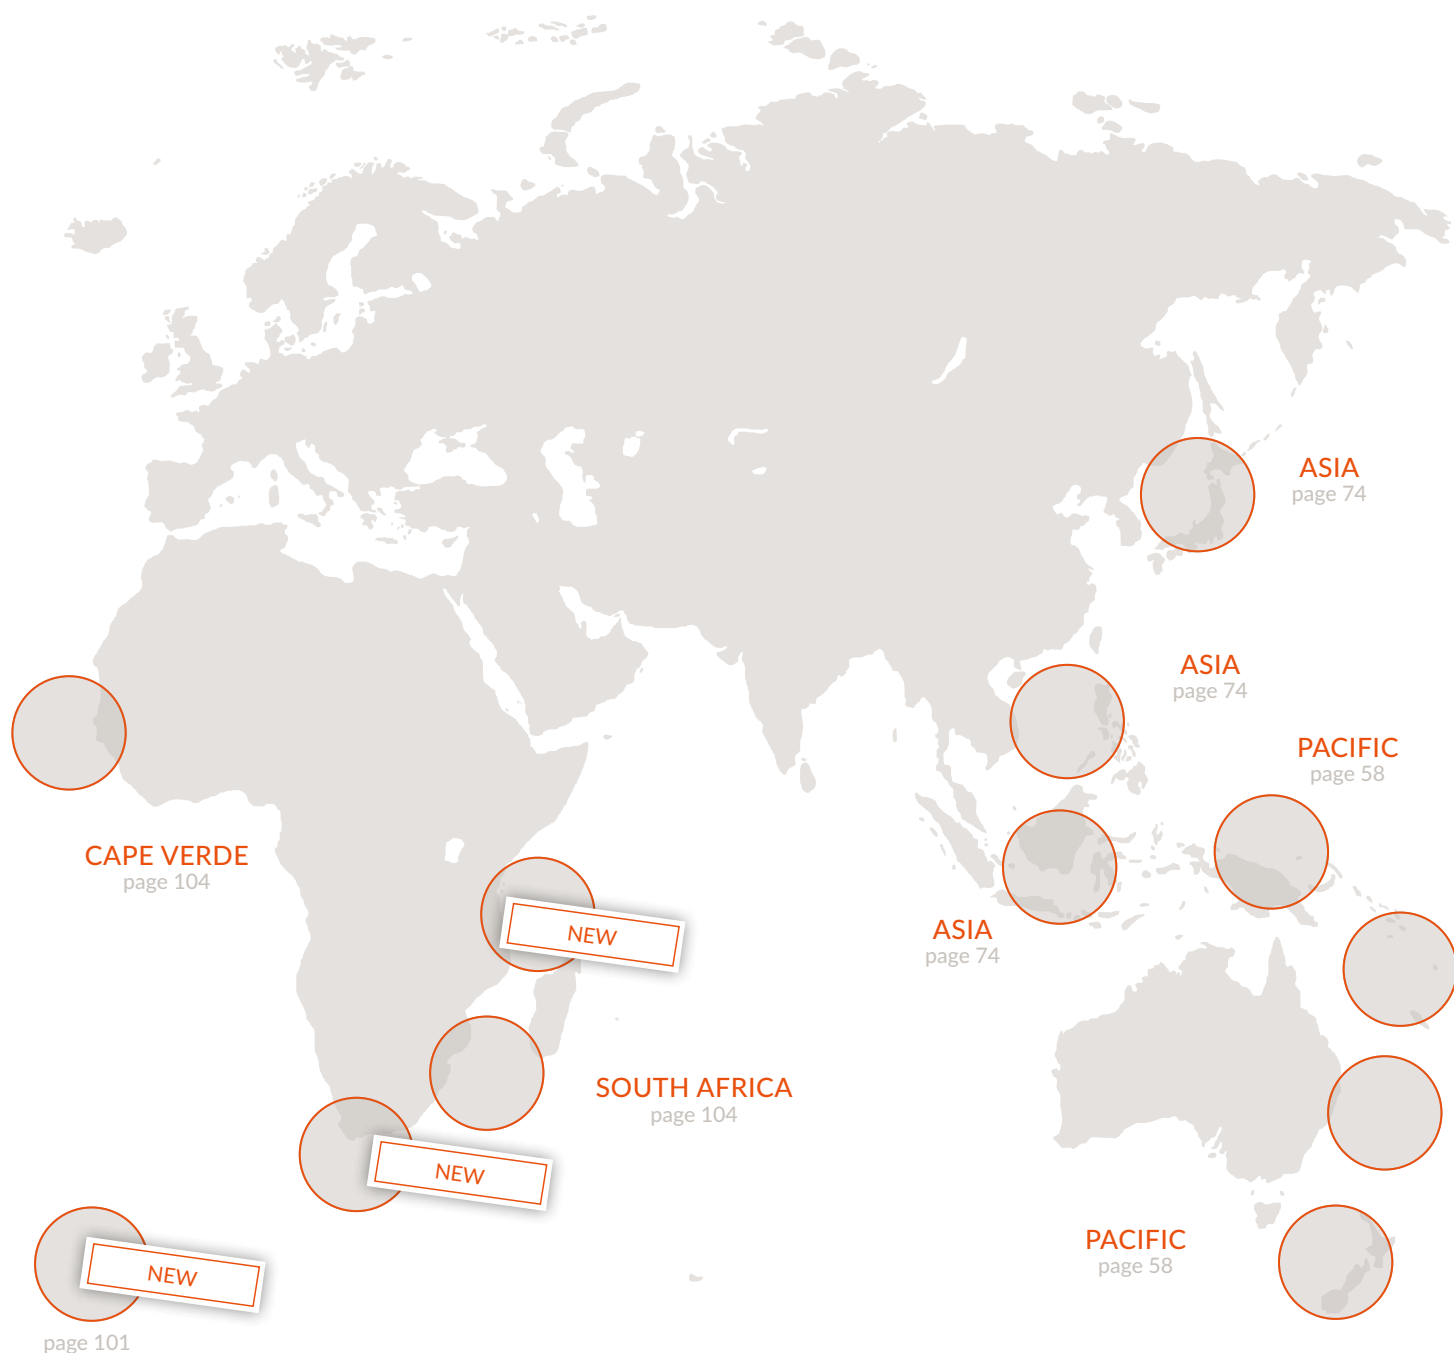 ASIA
page 74
ASIA
page 74
PACIFIC
page 58
CAPE VERDE
page 104
NEW
ASIA
page 74
SOUTH AFRICA
page 104
NEW
PACIFIC
page 58
NEW
page 101